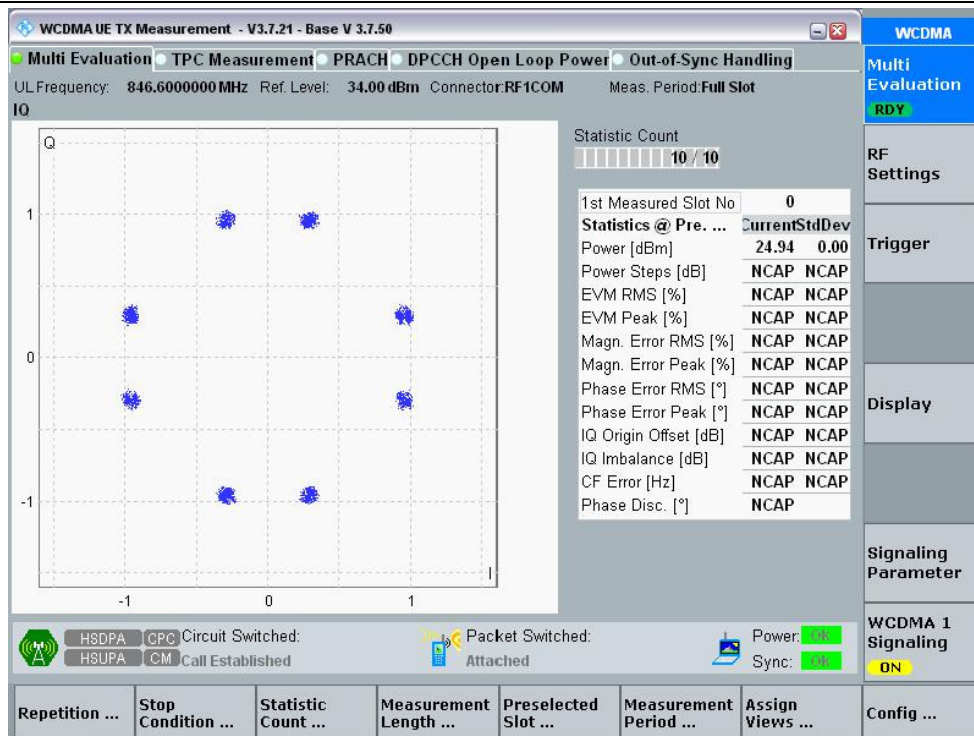 WCDMA UE TX Measurement - V3.7.21 - Base V 3.7.50
WCDMA
Multi Evaluation TPC Measurement PRACH DPCCH Open Loop Power Out-of-Sync Handling
Multi Evaluation
RDY
UL Frequency: 846.6000000 MHz Ref. Level: 34.00 dBm Connector:RF1COM Meas. Period:Full Slot
IQ
Q
1
0
-1
-1 0 1
I
Statistic Count
10 / 10
1st Measured Slot No 0
Statistics @ Pre. ... Current StdDev
Power [dBm] 24.94 0.00
Power Steps [dB] NCAP NCAP
EVM RMS [%] NCAP NCAP
EVM Peak [%] NCAP NCAP
Magn. Error RMS [%] NCAP NCAP
Magn. Error Peak [%] NCAP NCAP
Phase Error RMS [°] NCAP NCAP
Phase Error Peak [°] NCAP NCAP
IQ Origin Offset [dB] NCAP NCAP
IQ Imbalance [dB] NCAP NCAP
CF Error [Hz] NCAP NCAP
Phase Disc. [°] NCAP
RF Settings
Trigger
Display
Signaling Parameter
WCDMA 1 Signaling
ON
HSDPA CPC Circuit Switched: Packet Switched: Power: OK
HSUPA CM Call Established Attached Sync: OK
Repetition ...
Stop Condition ...
Statistic Count ...
Measurement Length ...
Preselected Slot ...
Measurement Period ...
Assign Views ...
Config ...